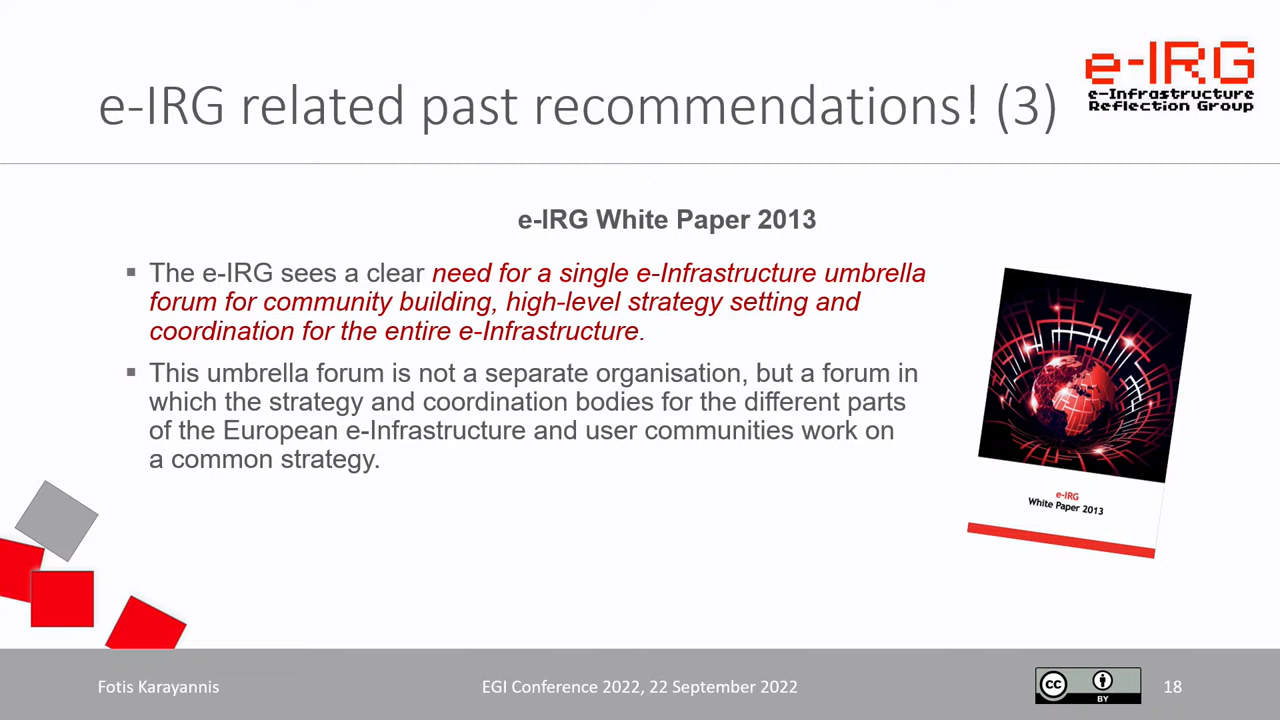 e-IRG related past recommendations! (3)
e-IRG
e-Infrastructure
Reflection Group
e-IRG White Paper 2013
▪ The e-IRG sees a clear need for a single e-Infrastructure umbrella
forum for community building, high-level strategy setting and
coordination for the entire e-Infrastructure.
▪ This umbrella forum is not a separate organisation, but a forum in
which the strategy and coordination bodies for the different parts
of the European e-Infrastructure and user communities work on
a common strategy.
e-IRG
White Paper 2013
Fotis Karayannis
EGI Conference 2022, 22 September 2022
CC
BY
18